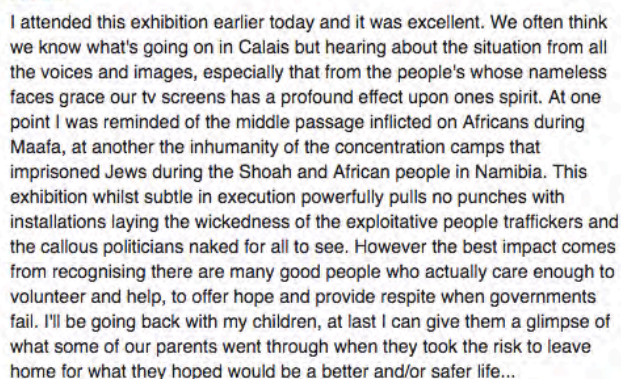 I attended this exhibition earlier today and it was excellent. We often think
we know what's going on in Calais but hearing about the situation from all
the voices and images, especially that from the people's whose nameless
faces grace our tv screens has a profound effect upon ones spirit. At one
point I was reminded of the middle passage inflicted on Africans during
Maafa, at another the inhumanity of the concentration camps that
imprisoned Jews during the Shoah and African people in Namibia. This
exhibition whilst subtle in execution powerfully pulls no punches with
installations laying the wickedness of the exploitative people traffickers and
the callous politicians naked for all to see. However the best impact comes
from recognising there are many good people who actually care enough to
volunteer and help, to offer hope and provide respite when governments
fail. I'll be going back with my children, at last I can give them a glimpse of
what some of our parents went through when they took the risk to leave
home for what they hoped would be a better and/or safer life...